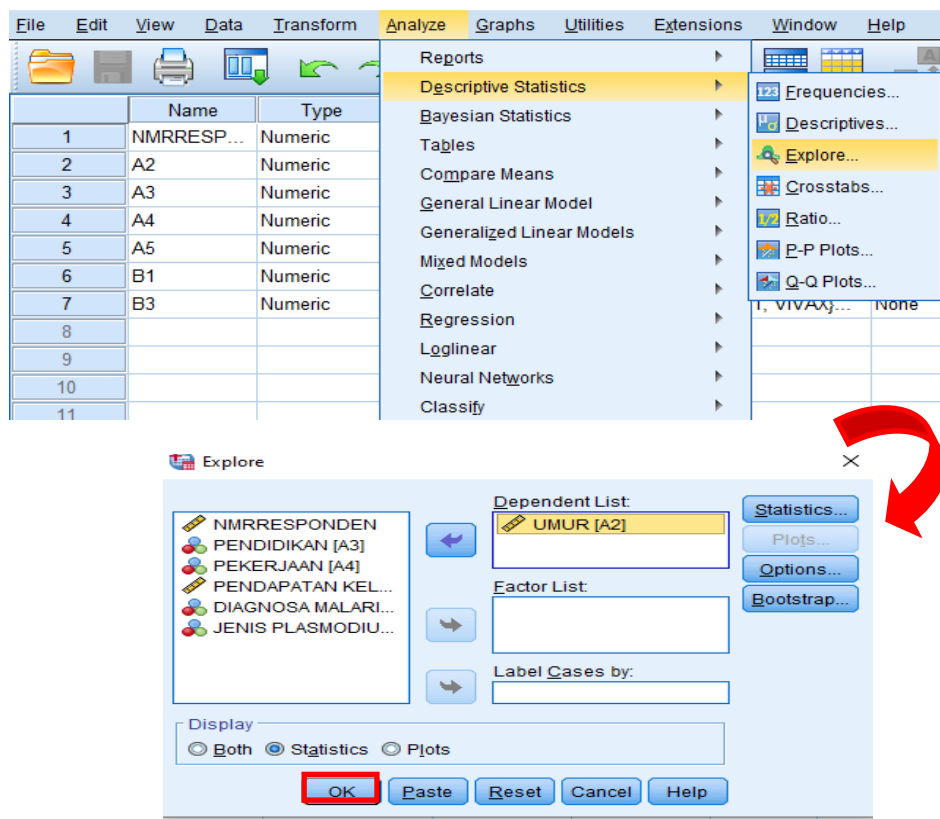 File Edit View Data Transform Analyze Graphs Utilities Extensions Window Help
Reports
Descriptive Statistics
Bayesian Statistics
Tables
Compare Means
General Linear Model
Generalized Linear Models
Mixed Models
Correlate
Regression
Loglinear
Neural Networks
Classify
123 Frequencies...
Descriptives...
Explore...
Crosstabs...
1/2 Ratio...
P-P Plots...
Q-Q Plots...
Name Type
1 NMRRESP... Numeric
2 A2 Numeric
3 A3 Numeric
4 A4 Numeric
5 A5 Numeric
6 B1 Numeric
7 B3 Numeric 1, VIVAX}... None
8
9
10
11
Explore
NMRRESPONDEN
PENDIDIKAN [A3]
PEKERJAAN [A4]
PENDAPATAN KEL...
DIAGNOSA MALARI...
JENIS PLASMODIU...
Dependent List:
UMUR [A2]
Factor List:
Label Cases by:
Statistics...
Plots...
Options...
Bootstrap...
Display
Both Statistics Plots
OK Paste Reset Cancel Help